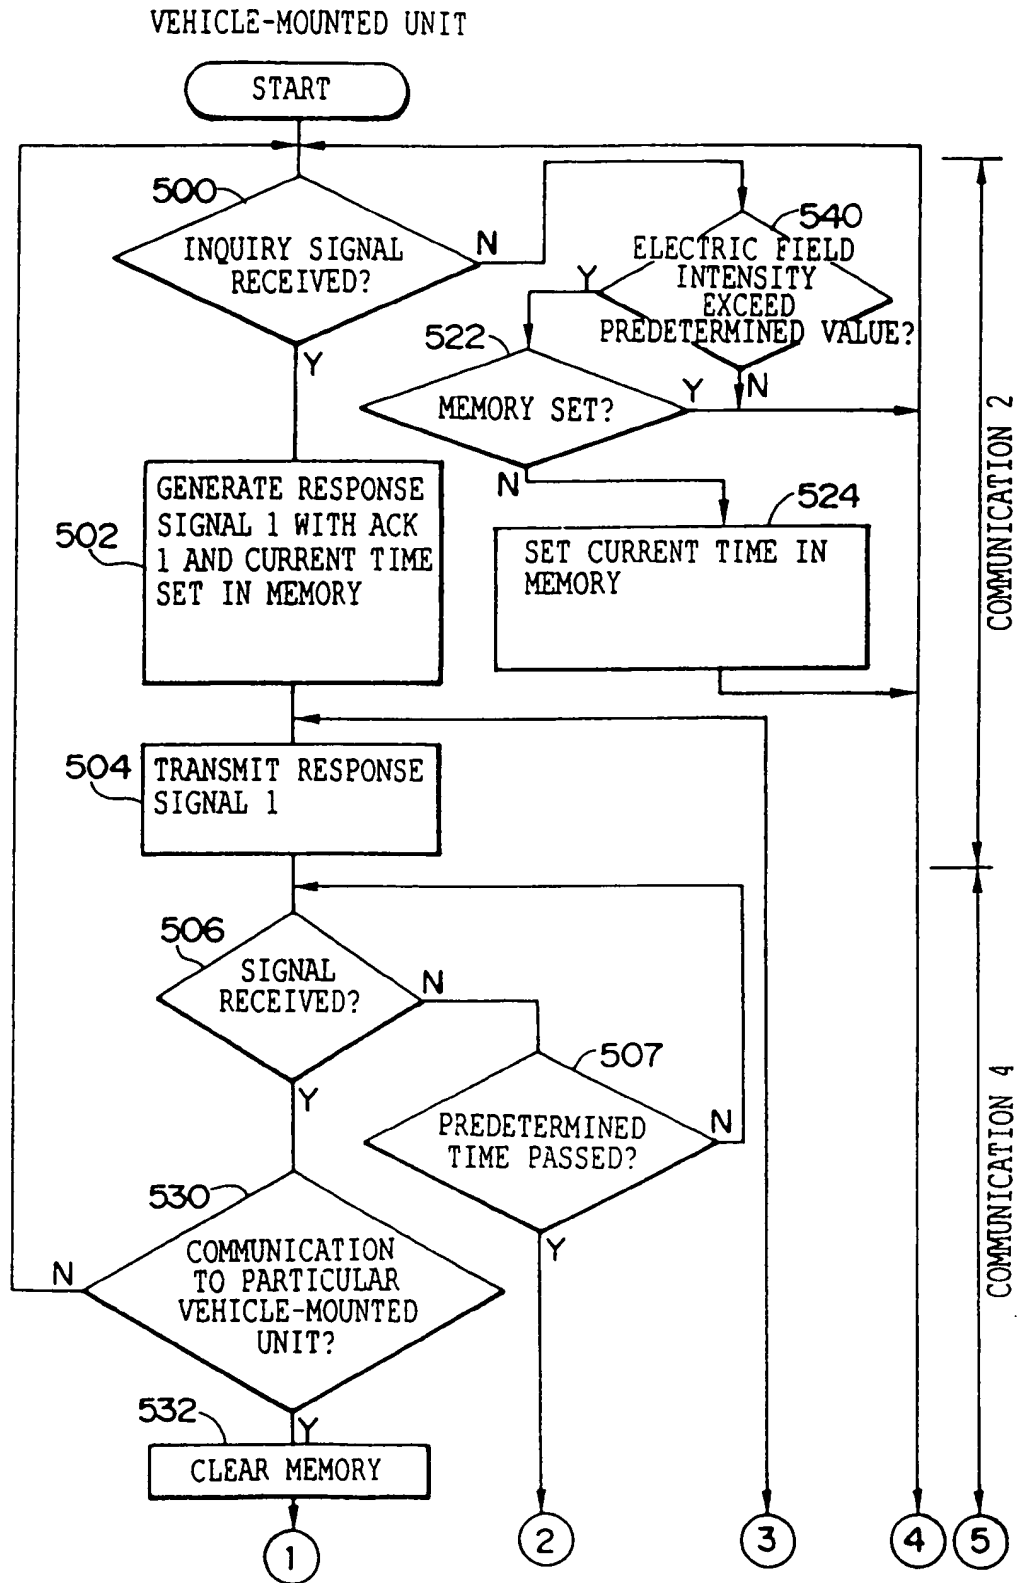 VEHICLE-MOUNTED UNIT
START
500
INQUIRY SIGNAL
RECEIVED?
N
Y
540
ELECTRIC FIELD
INTENSITY
EXCEED
PREDETERMINED VALUE?
Y
N
522
MEMORY SET?
Y
N
502
GENERATE RESPONSE
SIGNAL 1 WITH ACK
1 AND CURRENT TIME
SET IN MEMORY
524
SET CURRENT TIME IN
MEMORY
COMMUNICATION 2
504
TRANSMIT RESPONSE
SIGNAL 1
506
SIGNAL
RECEIVED?
N
Y
507
PREDETERMINED
TIME PASSED?
N
Y
530
COMMUNICATION
TO PARTICULAR
VEHICLE-MOUNTED
UNIT?
N
Y
COMMUNICATION 4
532
CLEAR MEMORY
1
2
3
4
5